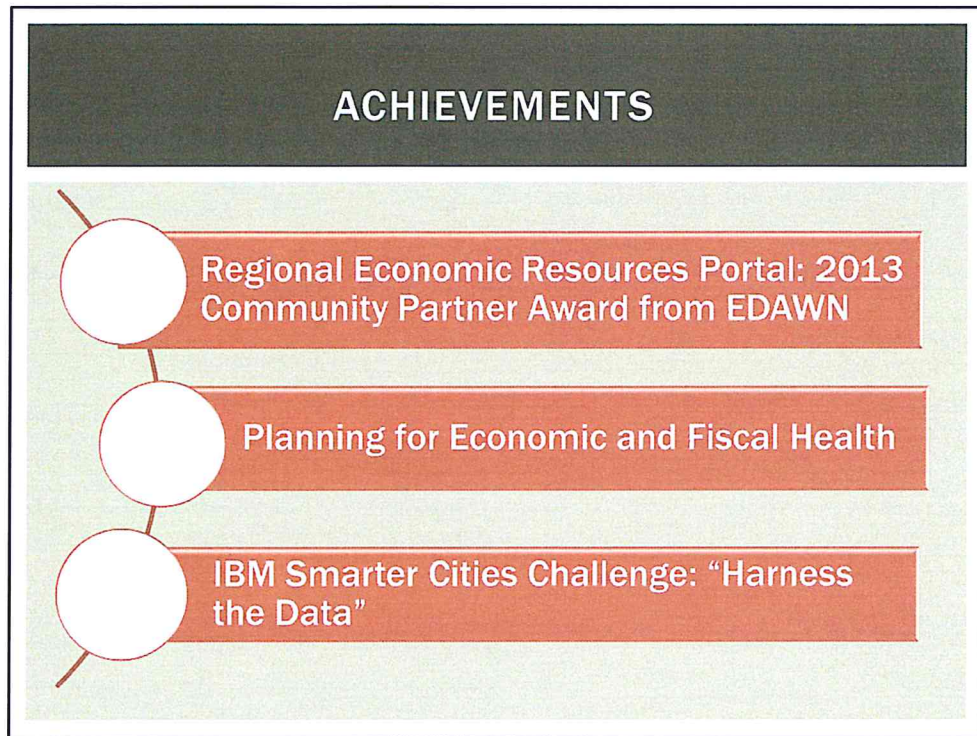 ACHIEVEMENTS
Regional Economic Resources Portal: 2013
Community Partner Award from EDAWN
Planning for Economic and Fiscal Health
IBM Smarter Cities Challenge: “Harness
the Data”